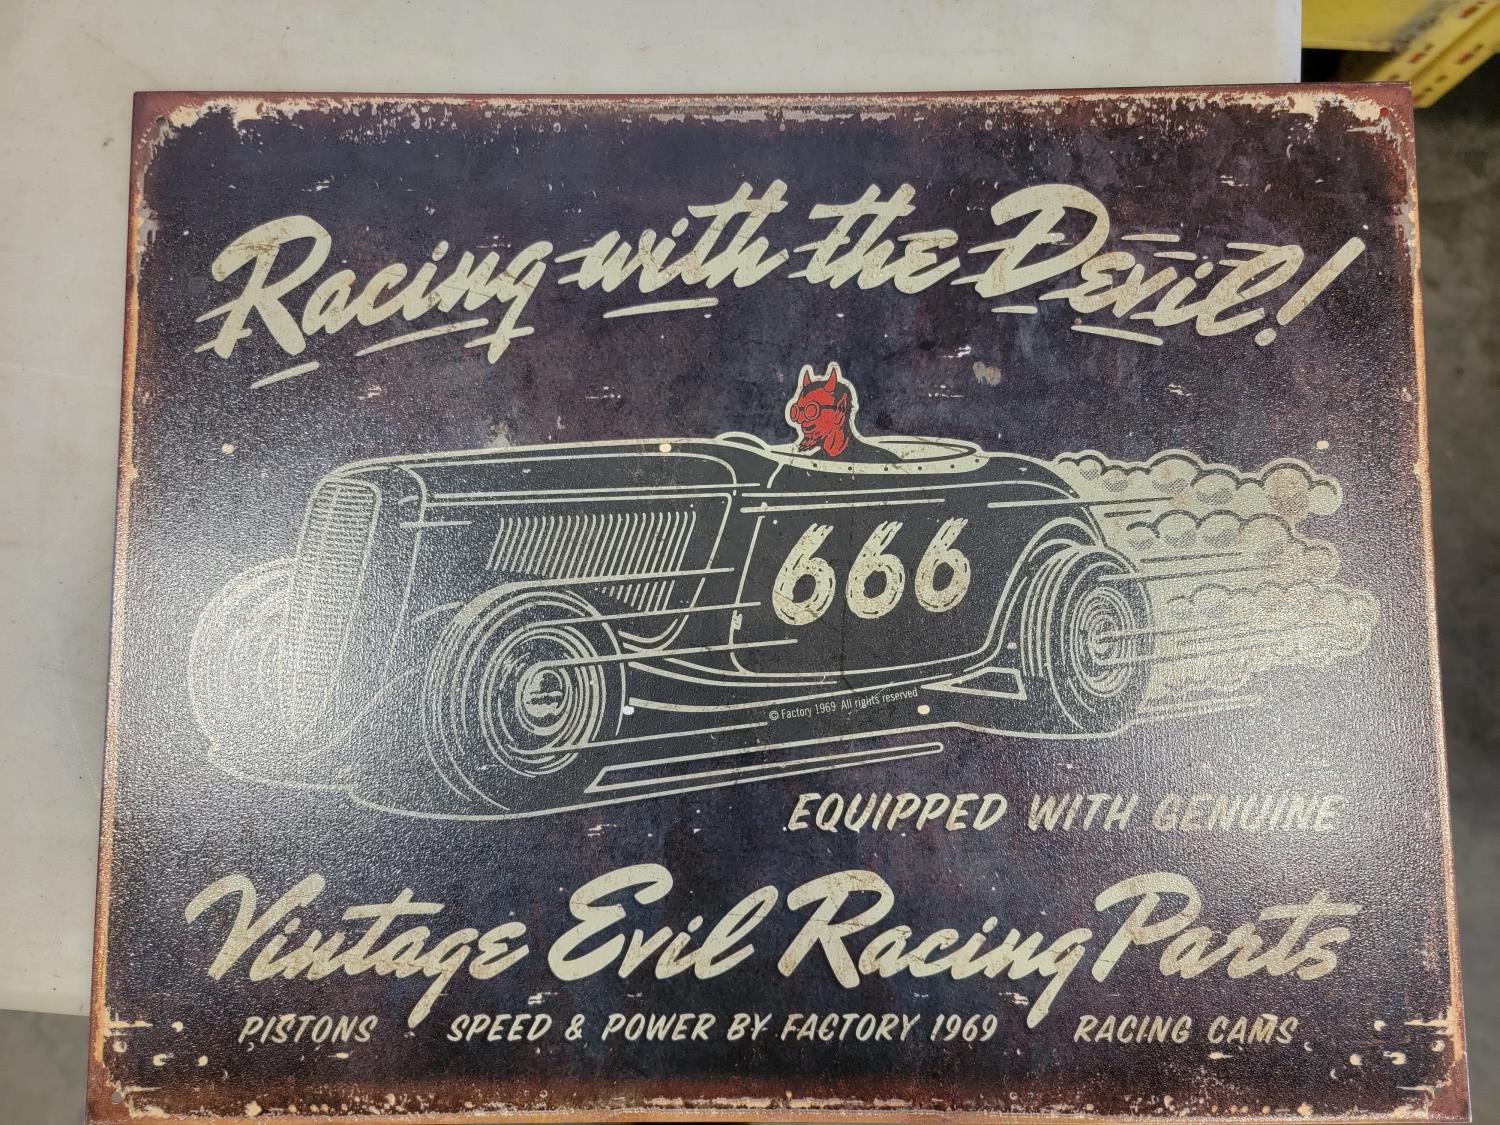 Racing with the Devil!
666
© Factory 1969 All rights reserved
EQUIPPED WITH GENUINE
Vintage Evil Racing Parts
PISTONS SPEED & POWER BY FACTORY 1969 RACING CAMS